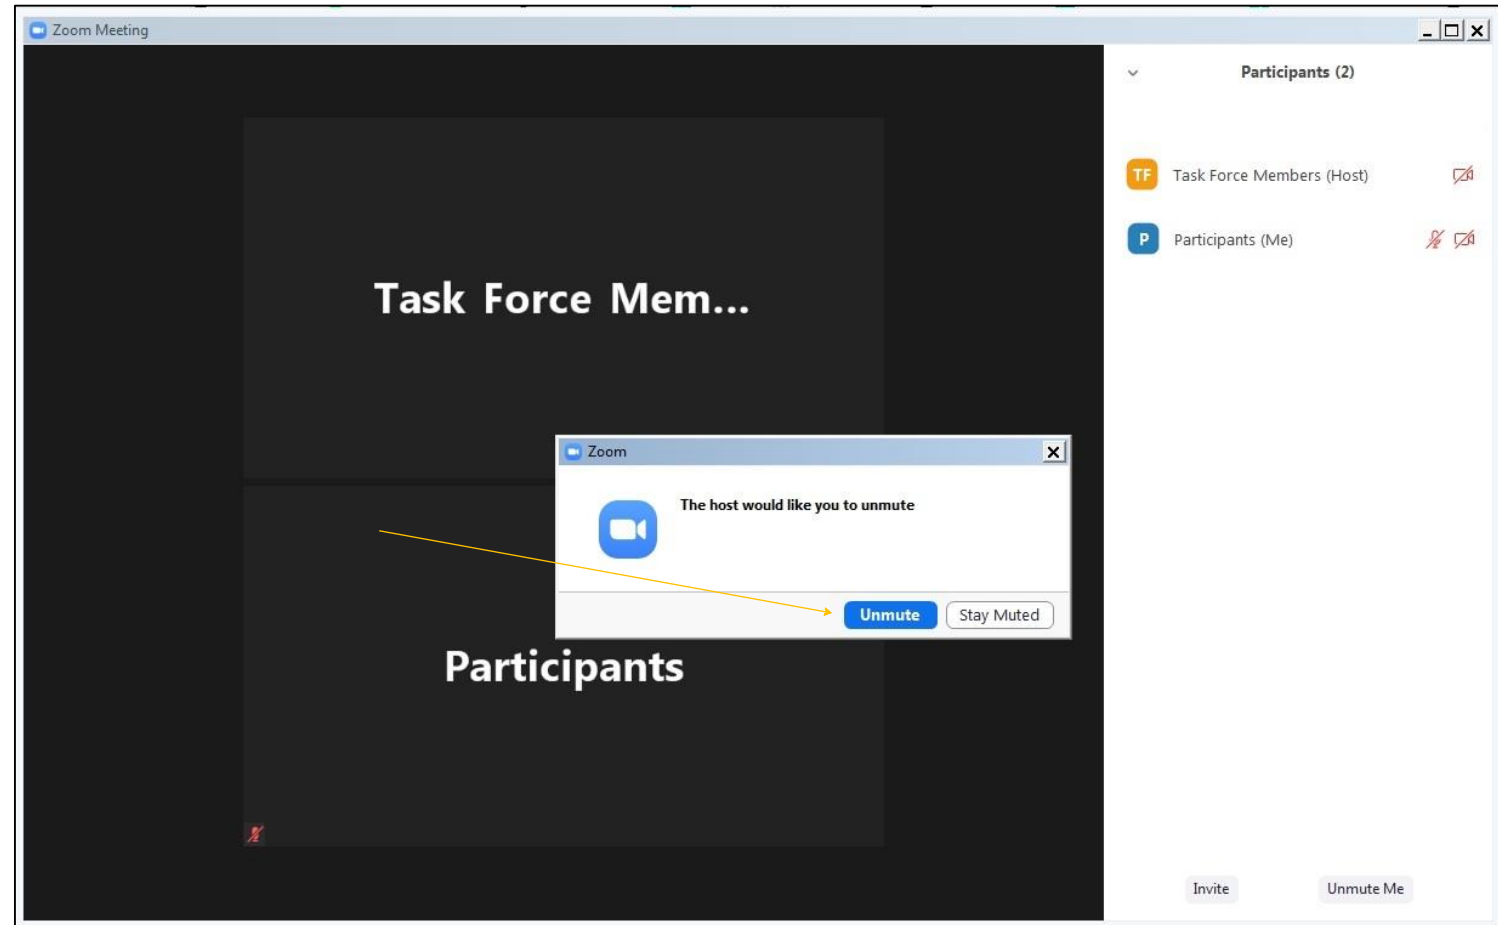 Zoom Meeting
Participants (2)
TF Task Force Members (Host)
P Participants (Me)
Task Force Mem...
Zoom
The host would like you to unmute
Unmute Stay Muted
Participants
Invite Unmute Me